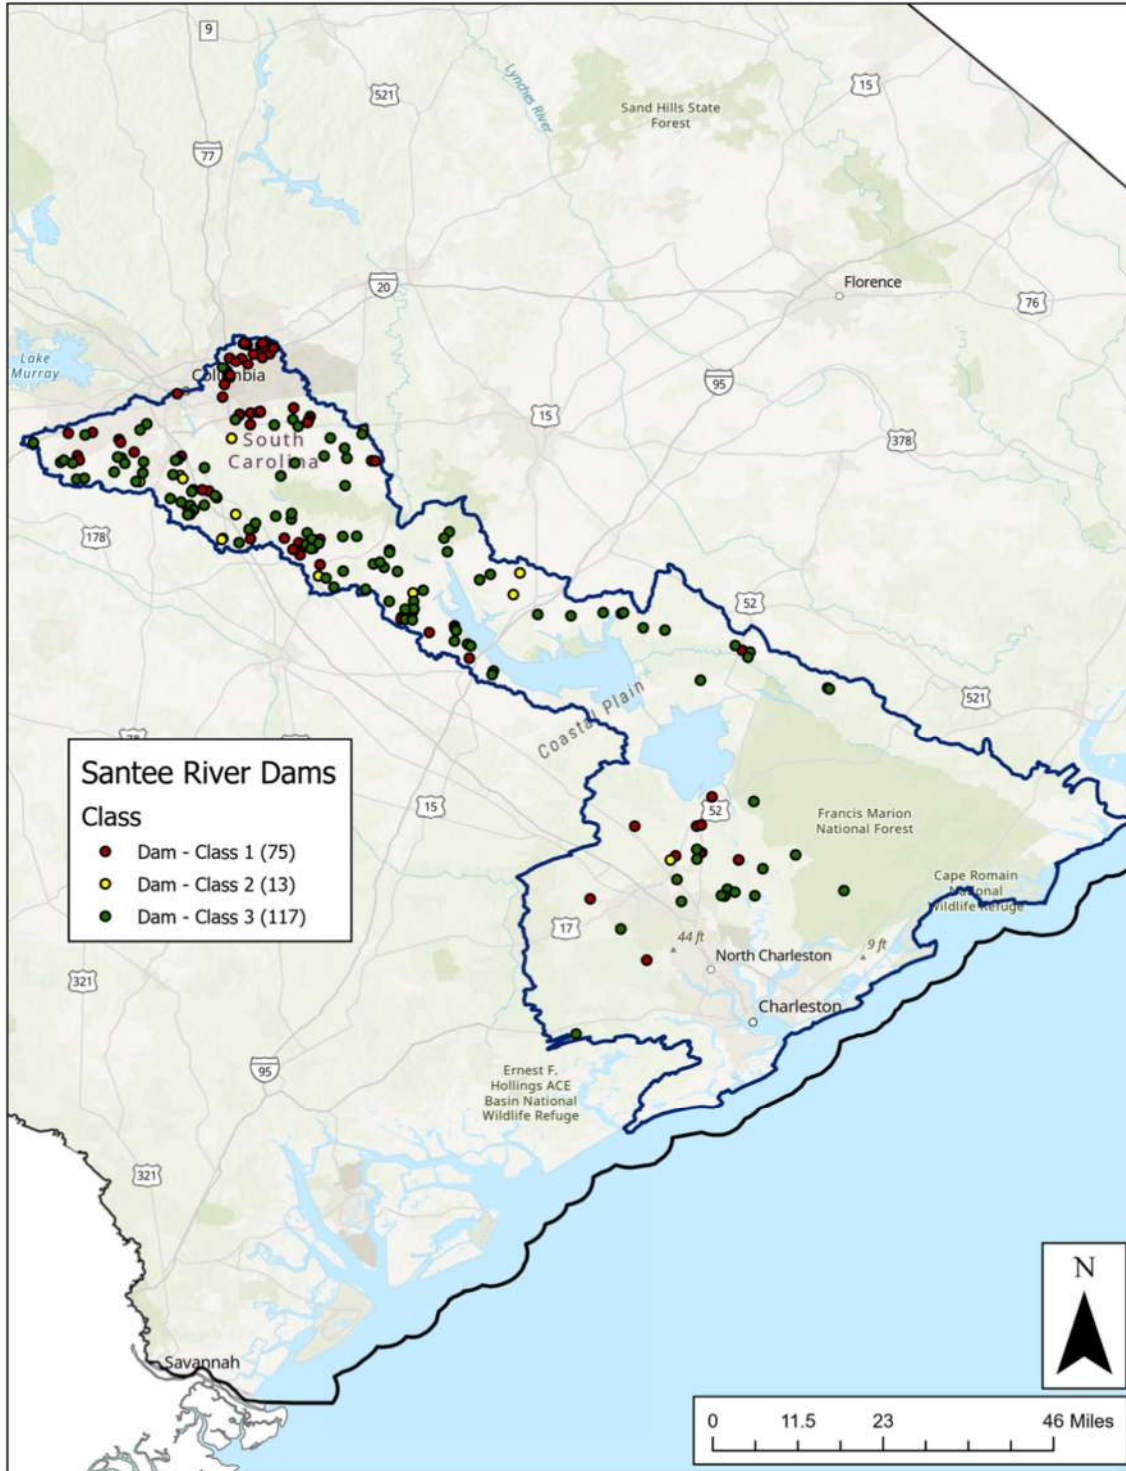 9
521
15
Lynches River
Sand Hills State
Forest
77
20
Florence
76
Lake
Murray
Columbia
95
15
378
South
Carolina
178
52
521
Coastal Plain
78
Santee River Dams
Class
Dam - Class 1 (75)
Dam - Class 2 (13)
Dam - Class 3 (117)
15
52
Francis Marion
National Forest
Cape Romain
National
Wildlife Refuge
17
44 ft
9 ft
North Charleston
321
Charleston
95
Ernest F.
Hollings ACE
Basin National
Wildlife Refuge
321
N
Savannah
0 11.5 23 46 Miles